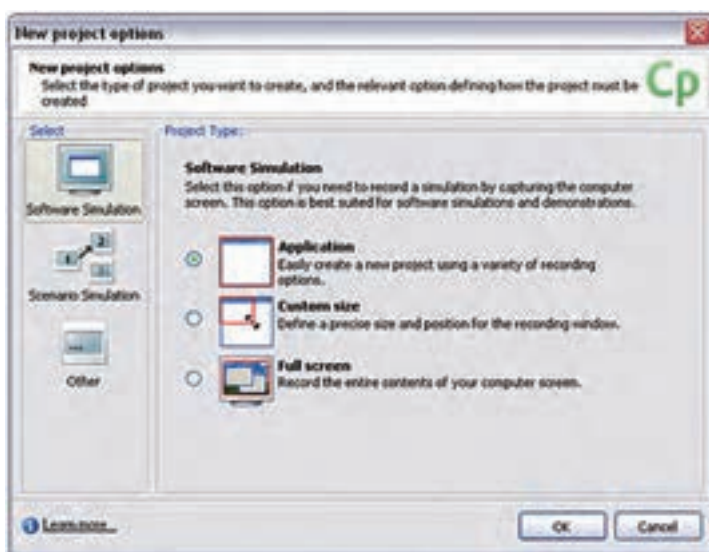 New project options
New project options
Select the type of project you want to create, and the relevant option defining how the project must be
created
Cp
Select
Project Type:
Software Simulation
Scenario Simulation
Other
Software Simulation
Select this option if you need to record a simulation by capturing the computer
screen. This option is best suited for software simulations and demonstrations.
Application
Easily create a new project using a variety of recording
options.
Custom size
Define a precise size and position for the recording window.
Full screen
Record the entire contents of your computer screen.
Learn more...
OK
Cancel